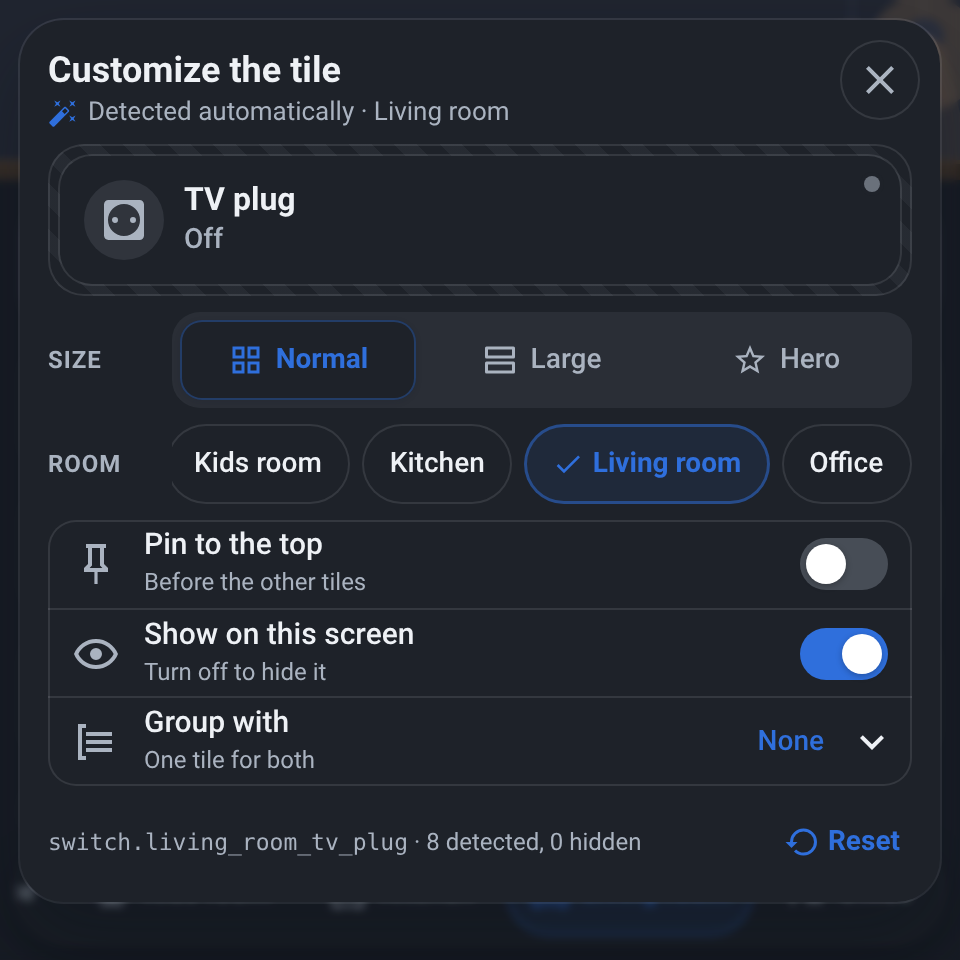 Customize the tile
Detected automatically · Living room
TV plug
Off
SIZE
Normal
Large
Hero
ROOM
Kids room
Kitchen
Living room
Office
Pin to the top
Before the other tiles
Show on this screen
Turn off to hide it
Group with
One tile for both
None
switch.living_room_tv_plug · 8 detected, 0 hidden
Reset